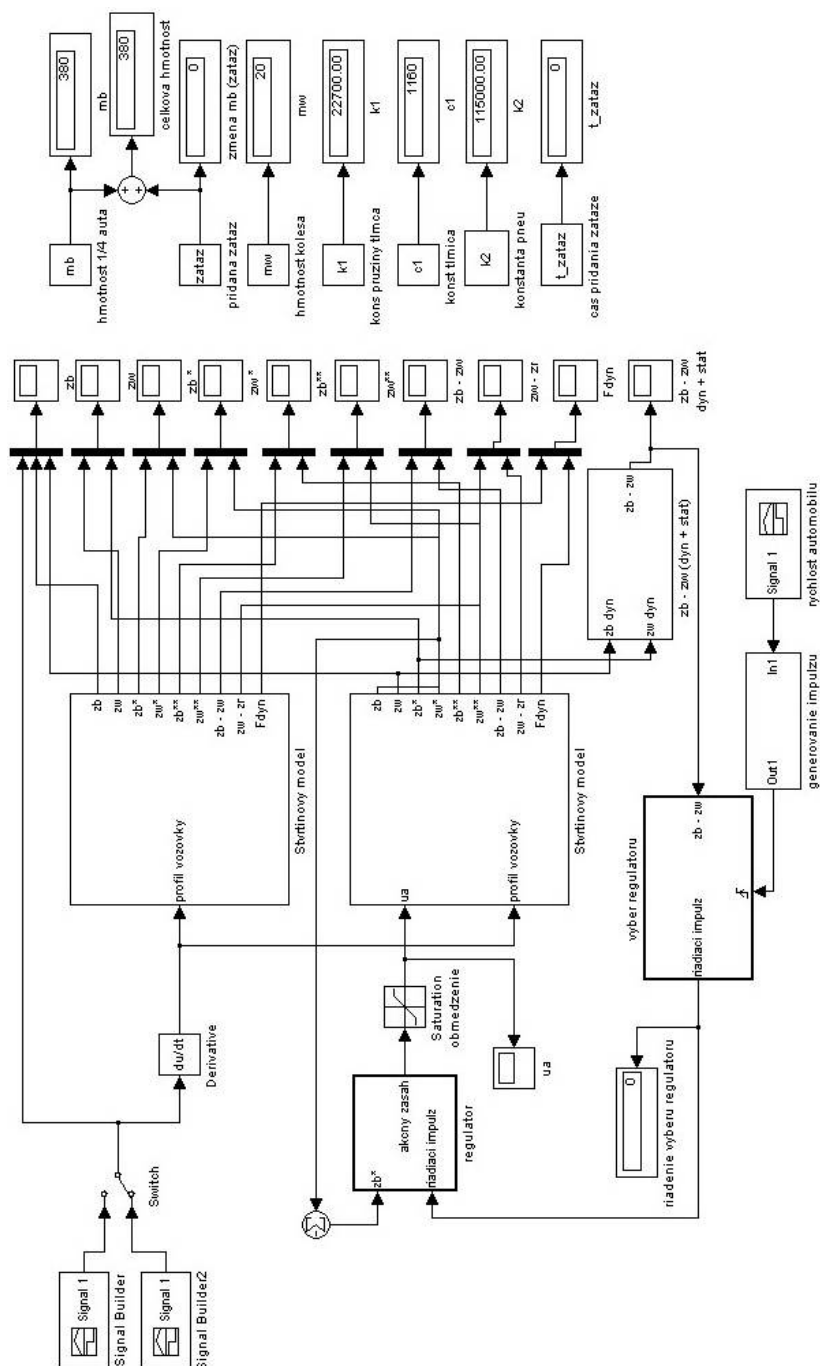 Signal 1
Signal Builder
Signal 1
Signal Builder2
Switch
du/dt
Derivative
profil vozovky
zb
zw
zb*
zw*
zb**
zw**
zb - zw
zw - zr
Fdyn
Stvrtinovy model
zb*
akcny zasah
riadiaci impulz
regulator
Saturation
obmedzenie
ua
ua
profil vozovky
zb
zw
zb*
zw*
zb**
zw**
zb - zw
zw - zr
Fdyn
Stvrtinovy model
0
riadenie vyberu regulatoru
vyber regulatoru
riadiaci impulz
zb - zw
Out1
In1
generovanie impulzu
Signal 1
rychlost automobilu
zb dyn
zw dyn
zb - zw
zb - zw (dyn + stat)
zb
zw
zb*
zw*
zb**
zw**
zb - zw
zw - zr
Fdyn
zb - zw
dyn + stat
mb
hmotnost 1/4 auta
380
mb
380
celkova hmotnost
zataz
pridana zataz
0
zmena mb (zataz)
mw
hmotnost kolesa
20
mw
k1
kons pruziny tlmica
22700.00
k1
c1
konst tlmica
1160
c1
k2
konstanta pneu
115000.00
k2
t_zataz
cas pridania zataze
0
t_zataz